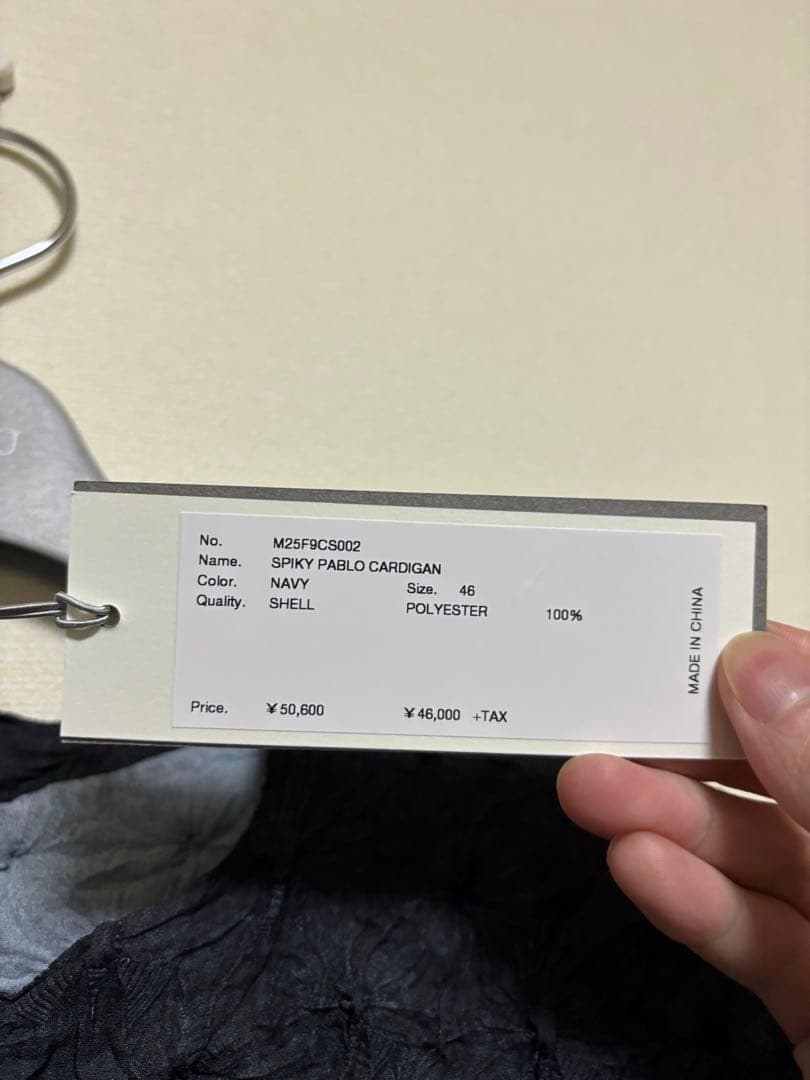 No. M25F9CS002
Name. SPIKY PABLO CARDIGAN
Color. NAVY Size. 46
Quality. SHELL POLYESTER 100%
Price. ¥50,600 ¥46,000 +TAX
MADE IN CHINA